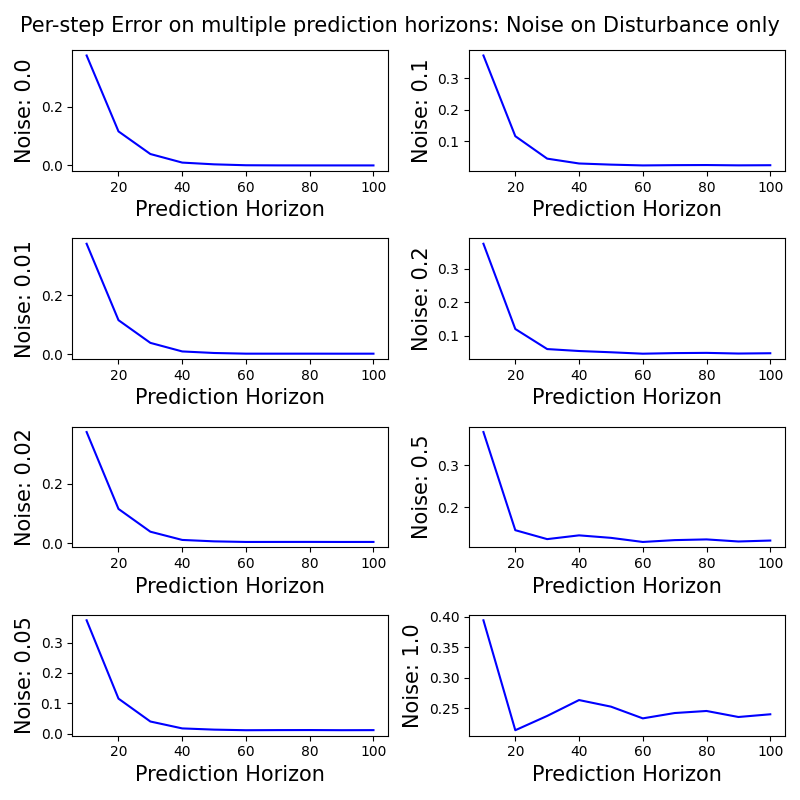 Per-step Error on multiple prediction horizons: Noise on Disturbance only
Noise: 0.0
0.2
0.0
20 40 60 80 100
Prediction Horizon
Noise: 0.1
0.3
0.2
0.1
20 40 60 80 100
Prediction Horizon
Noise: 0.01
0.2
0.0
20 40 60 80 100
Prediction Horizon
Noise: 0.2
0.3
0.2
0.1
20 40 60 80 100
Prediction Horizon
Noise: 0.02
0.2
0.0
20 40 60 80 100
Prediction Horizon
Noise: 0.5
0.3
0.2
20 40 60 80 100
Prediction Horizon
Noise: 0.05
0.3
0.2
0.1
0.0
20 40 60 80 100
Prediction Horizon
Noise: 1.0
0.40
0.35
0.30
0.25
20 40 60 80 100
Prediction Horizon